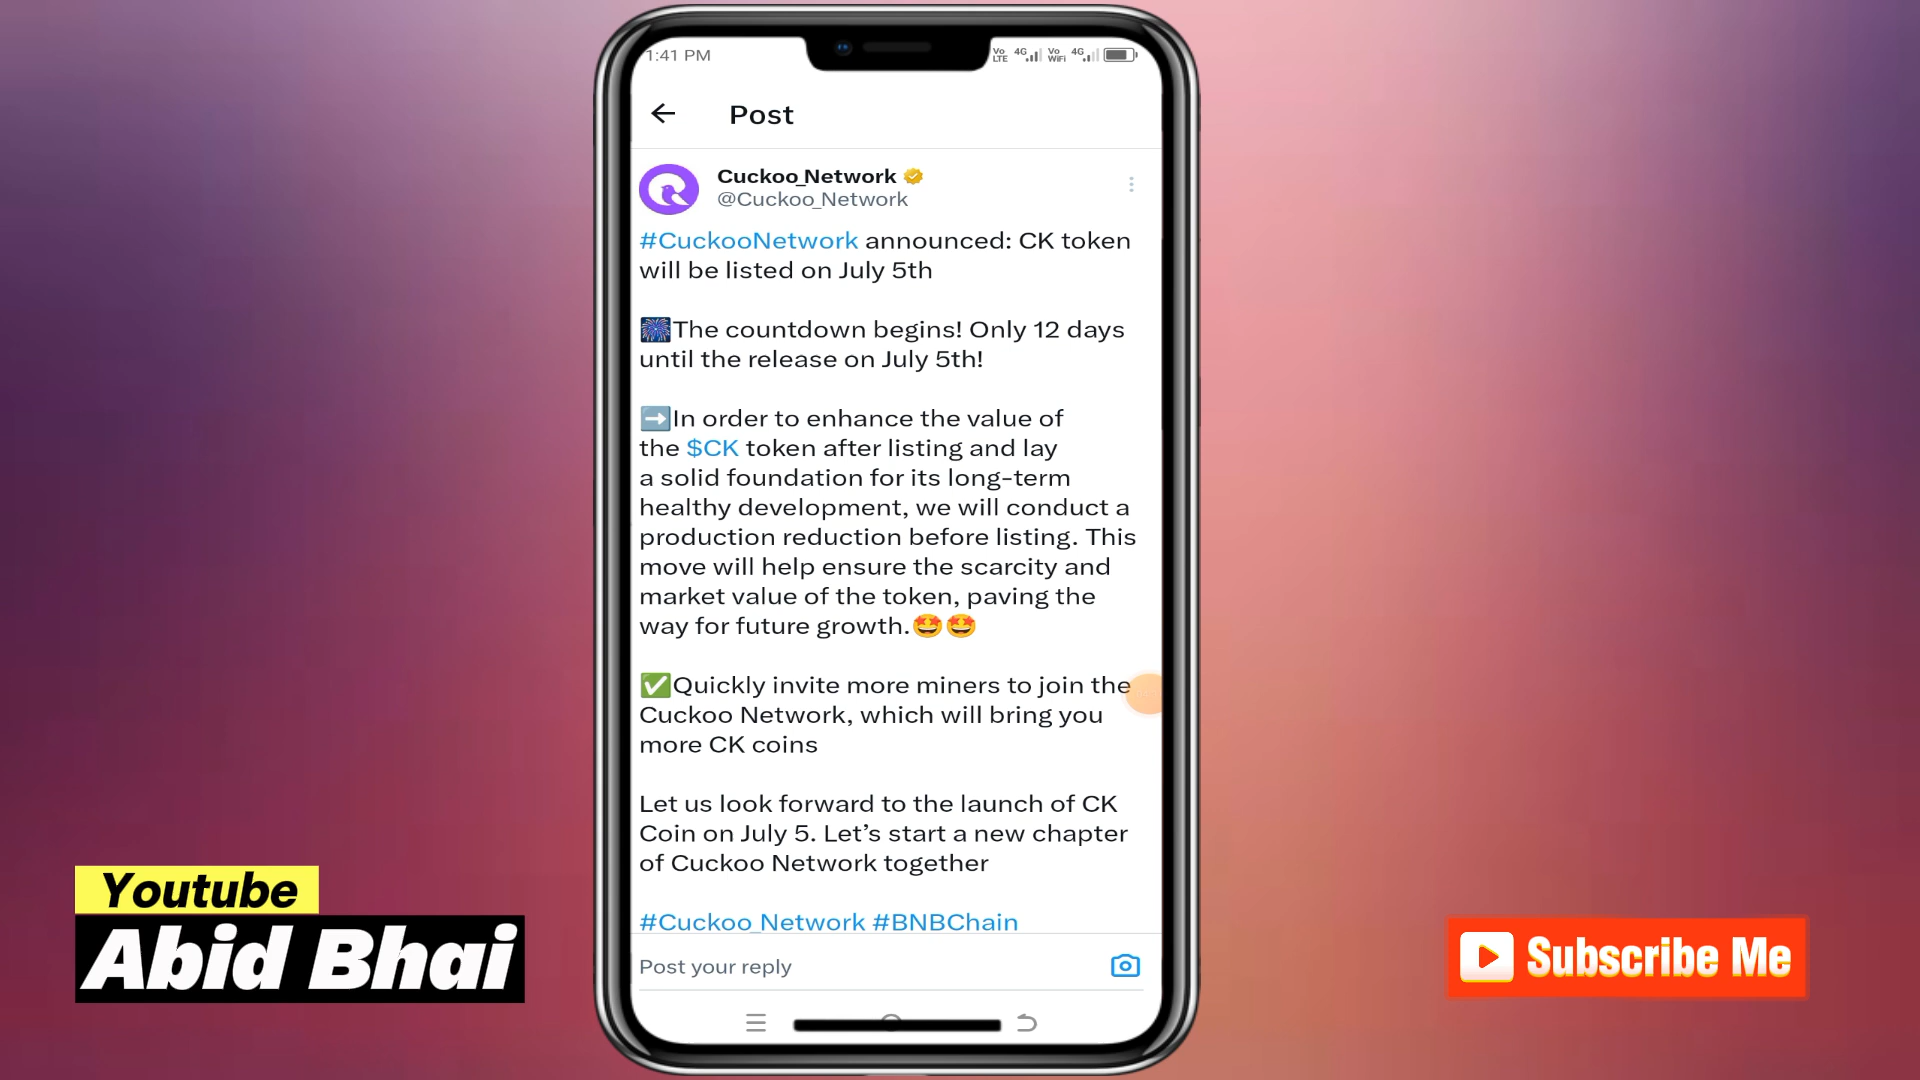 1:41 PM
Vo LTE 4G Vo WiFi 4G
Post
Cuckoo_Network
@Cuckoo_Network
#CuckooNetwork announced: CK token
will be listed on July 5th
🎆The countdown begins! Only 12 days
until the release on July 5th!
➡️In order to enhance the value of
the $CK token after listing and lay
a solid foundation for its long-term
healthy development, we will conduct a
production reduction before listing. This
move will help ensure the scarcity and
market value of the token, paving the
way for future growth.🤩🤩
✅Quickly invite more miners to join the
Cuckoo Network, which will bring you
more CK coins
Let us look forward to the launch of CK
Coin on July 5. Let’s start a new chapter
of Cuckoo Network together
#Cuckoo_Network #BNBChain
Post your reply
Youtube
Abid Bhai
Subscribe Me